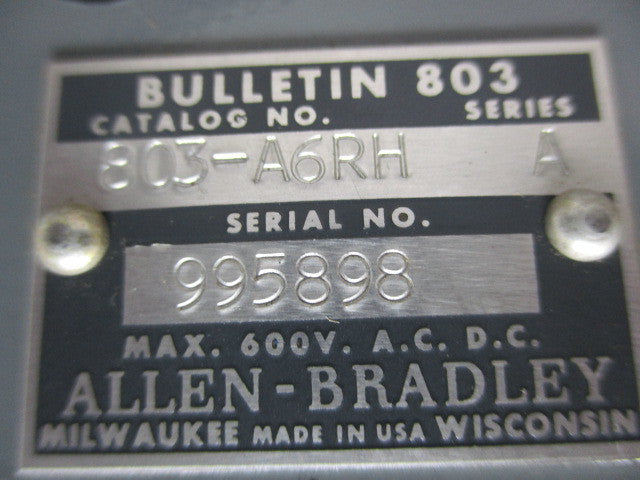 BULLETIN 803
CATALOG NO. SERIES
803-A6RH A
SERIAL NO.
995898
MAX. 600V. A.C. D.C.
ALLEN-BRADLEY
MILWAUKEE MADE IN USA WISCONSIN